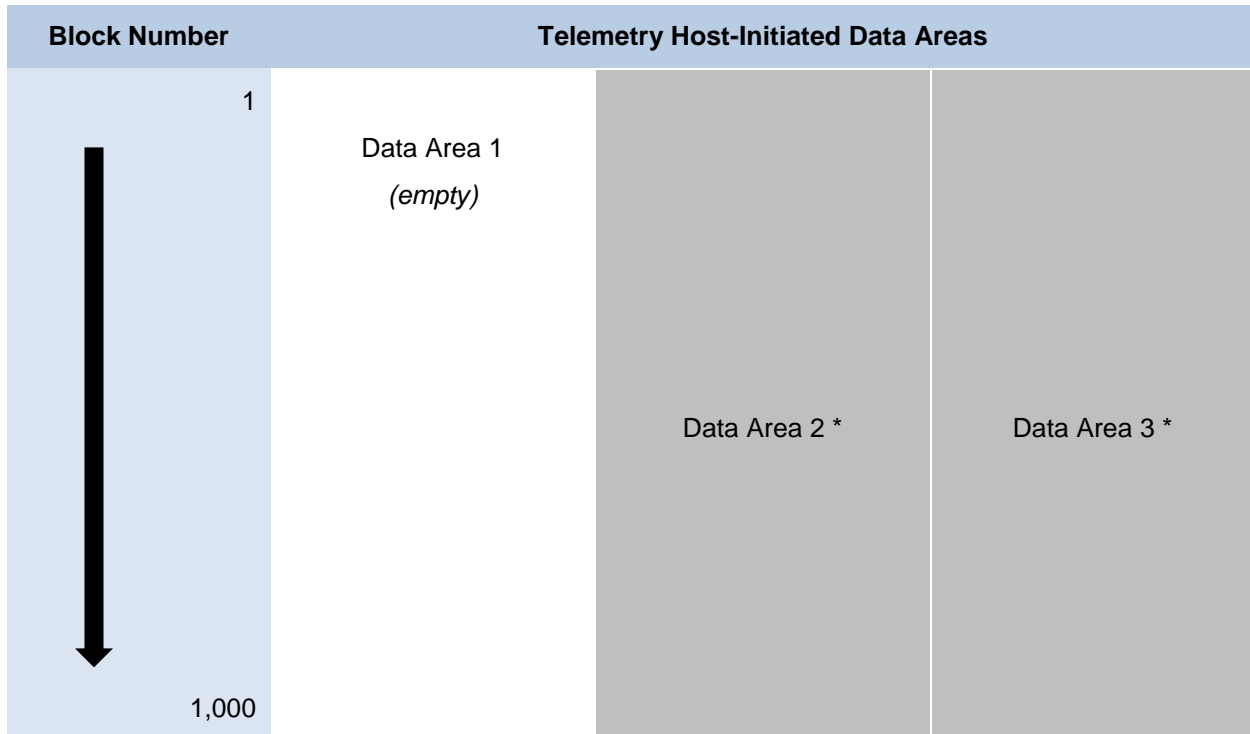 Block Number
Telemetry Host-Initiated Data Areas
1
Data Area 1
(empty)
Data Area 2 *
Data Area 3 *
1,000